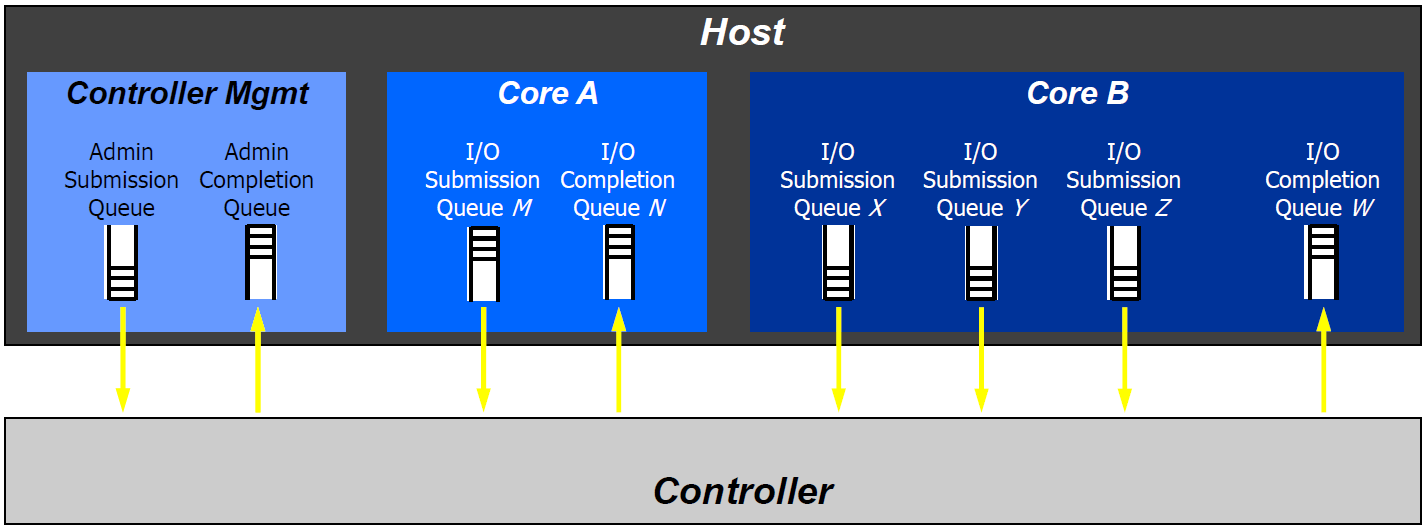 Host
Controller Mgmt
Admin
Submission
Queue
Admin
Completion
Queue
Core A
I/O
Submission
Queue M
I/O
Completion
Queue N
Core B
I/O
Submission
Queue X
I/O
Submission
Queue Y
I/O
Submission
Queue Z
I/O
Completion
Queue W
Controller